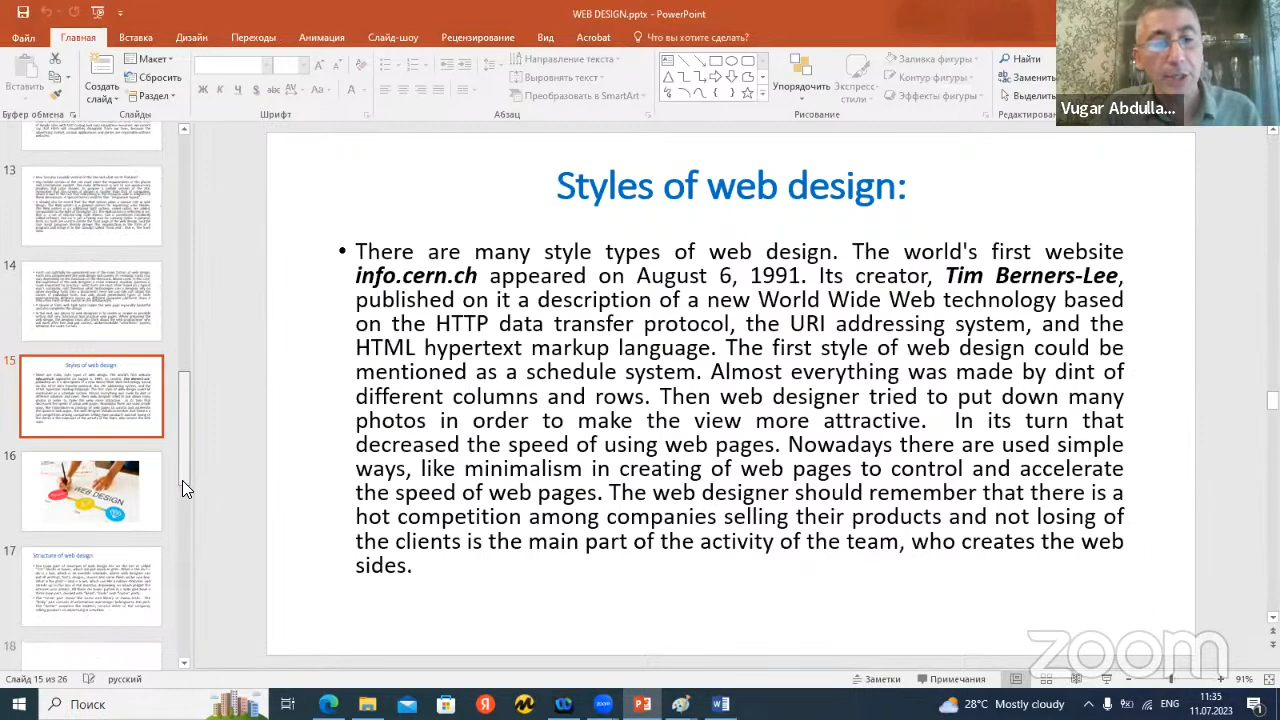 WEB DESIGN.pptx - PowerPoint
Файл Главная Вставка Дизайн Переходы Анимация Слайд-шоу Рецензирование Вид Acrobat Что вы хотите сделать?
Вставить
Буфер обмена
Создать слайд
Макет
Сбросить
Раздел
Слайды
Ж К Ч S
Шрифт
Направление текста
Выровнять текст
Преобразовать в SmartArt
Абзац
Упорядочить
Экспресс-стили
Заливка фигуры
Контур фигуры
Эффекты фигуры
Рисование
Найти
Заменить
Выделить
Редактирован
Vugar Abdulla...
13
14
15
Styles of web design:
16
WEB DESIGN
17
Structure of web design:
18
Styles of web design:
• There are many style types of web design. The world's first website
info.cern.ch appeared on August 6, 1991. Its creator, Tim Berners-Lee,
published on it a description of a new World Wide Web technology based
on the HTTP data transfer protocol, the URI addressing system, and the
HTML hypertext markup language. The first style of web design could be
mentioned as a schedule system. Almost everything was made by dint of
different columns and rows. Then web designer tried to put down many
photos in order to make the view more attractive. In its turn that
decreased the speed of using web pages. Nowadays there are used simple
ways, like minimalism in creating of web pages to control and accelerate
the speed of web pages. The web designer should remember that there is a
hot competition among companies selling their products and not losing of
the clients is the main part of the activity of the team, who creates the web
sides.
zoom
Слайд 15 из 26 русский Заметки Примечания 91%
Поиск
zoom
28°C Mostly cloudy
ENG
11:35
11.07.2023